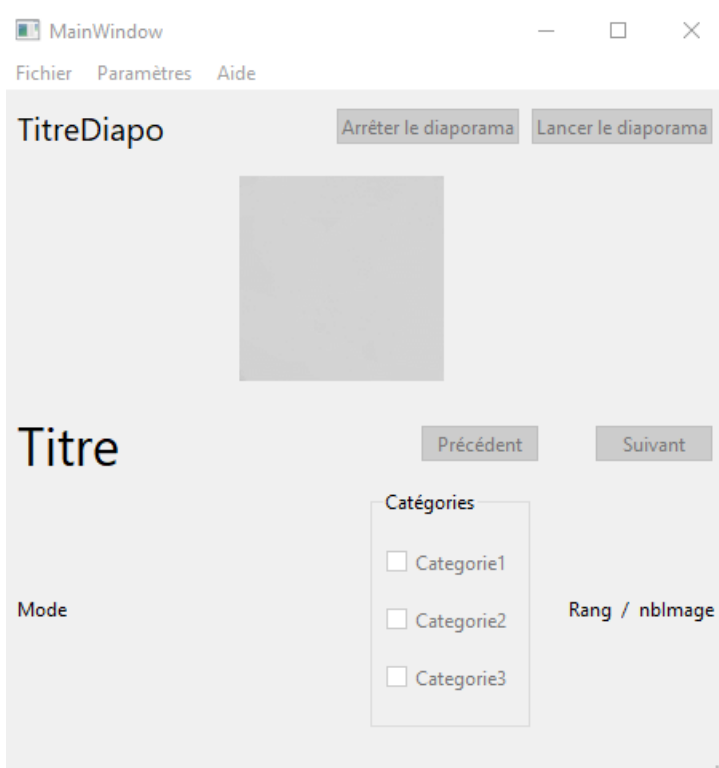 MainWindow
Fichier Paramètres Aide
TitreDiapo Arrêter le diaporama Lancer le diaporama
Titre Précédent Suivant
Catégories
Categorie1
Mode Categorie2 Rang / nbImage
Categorie3